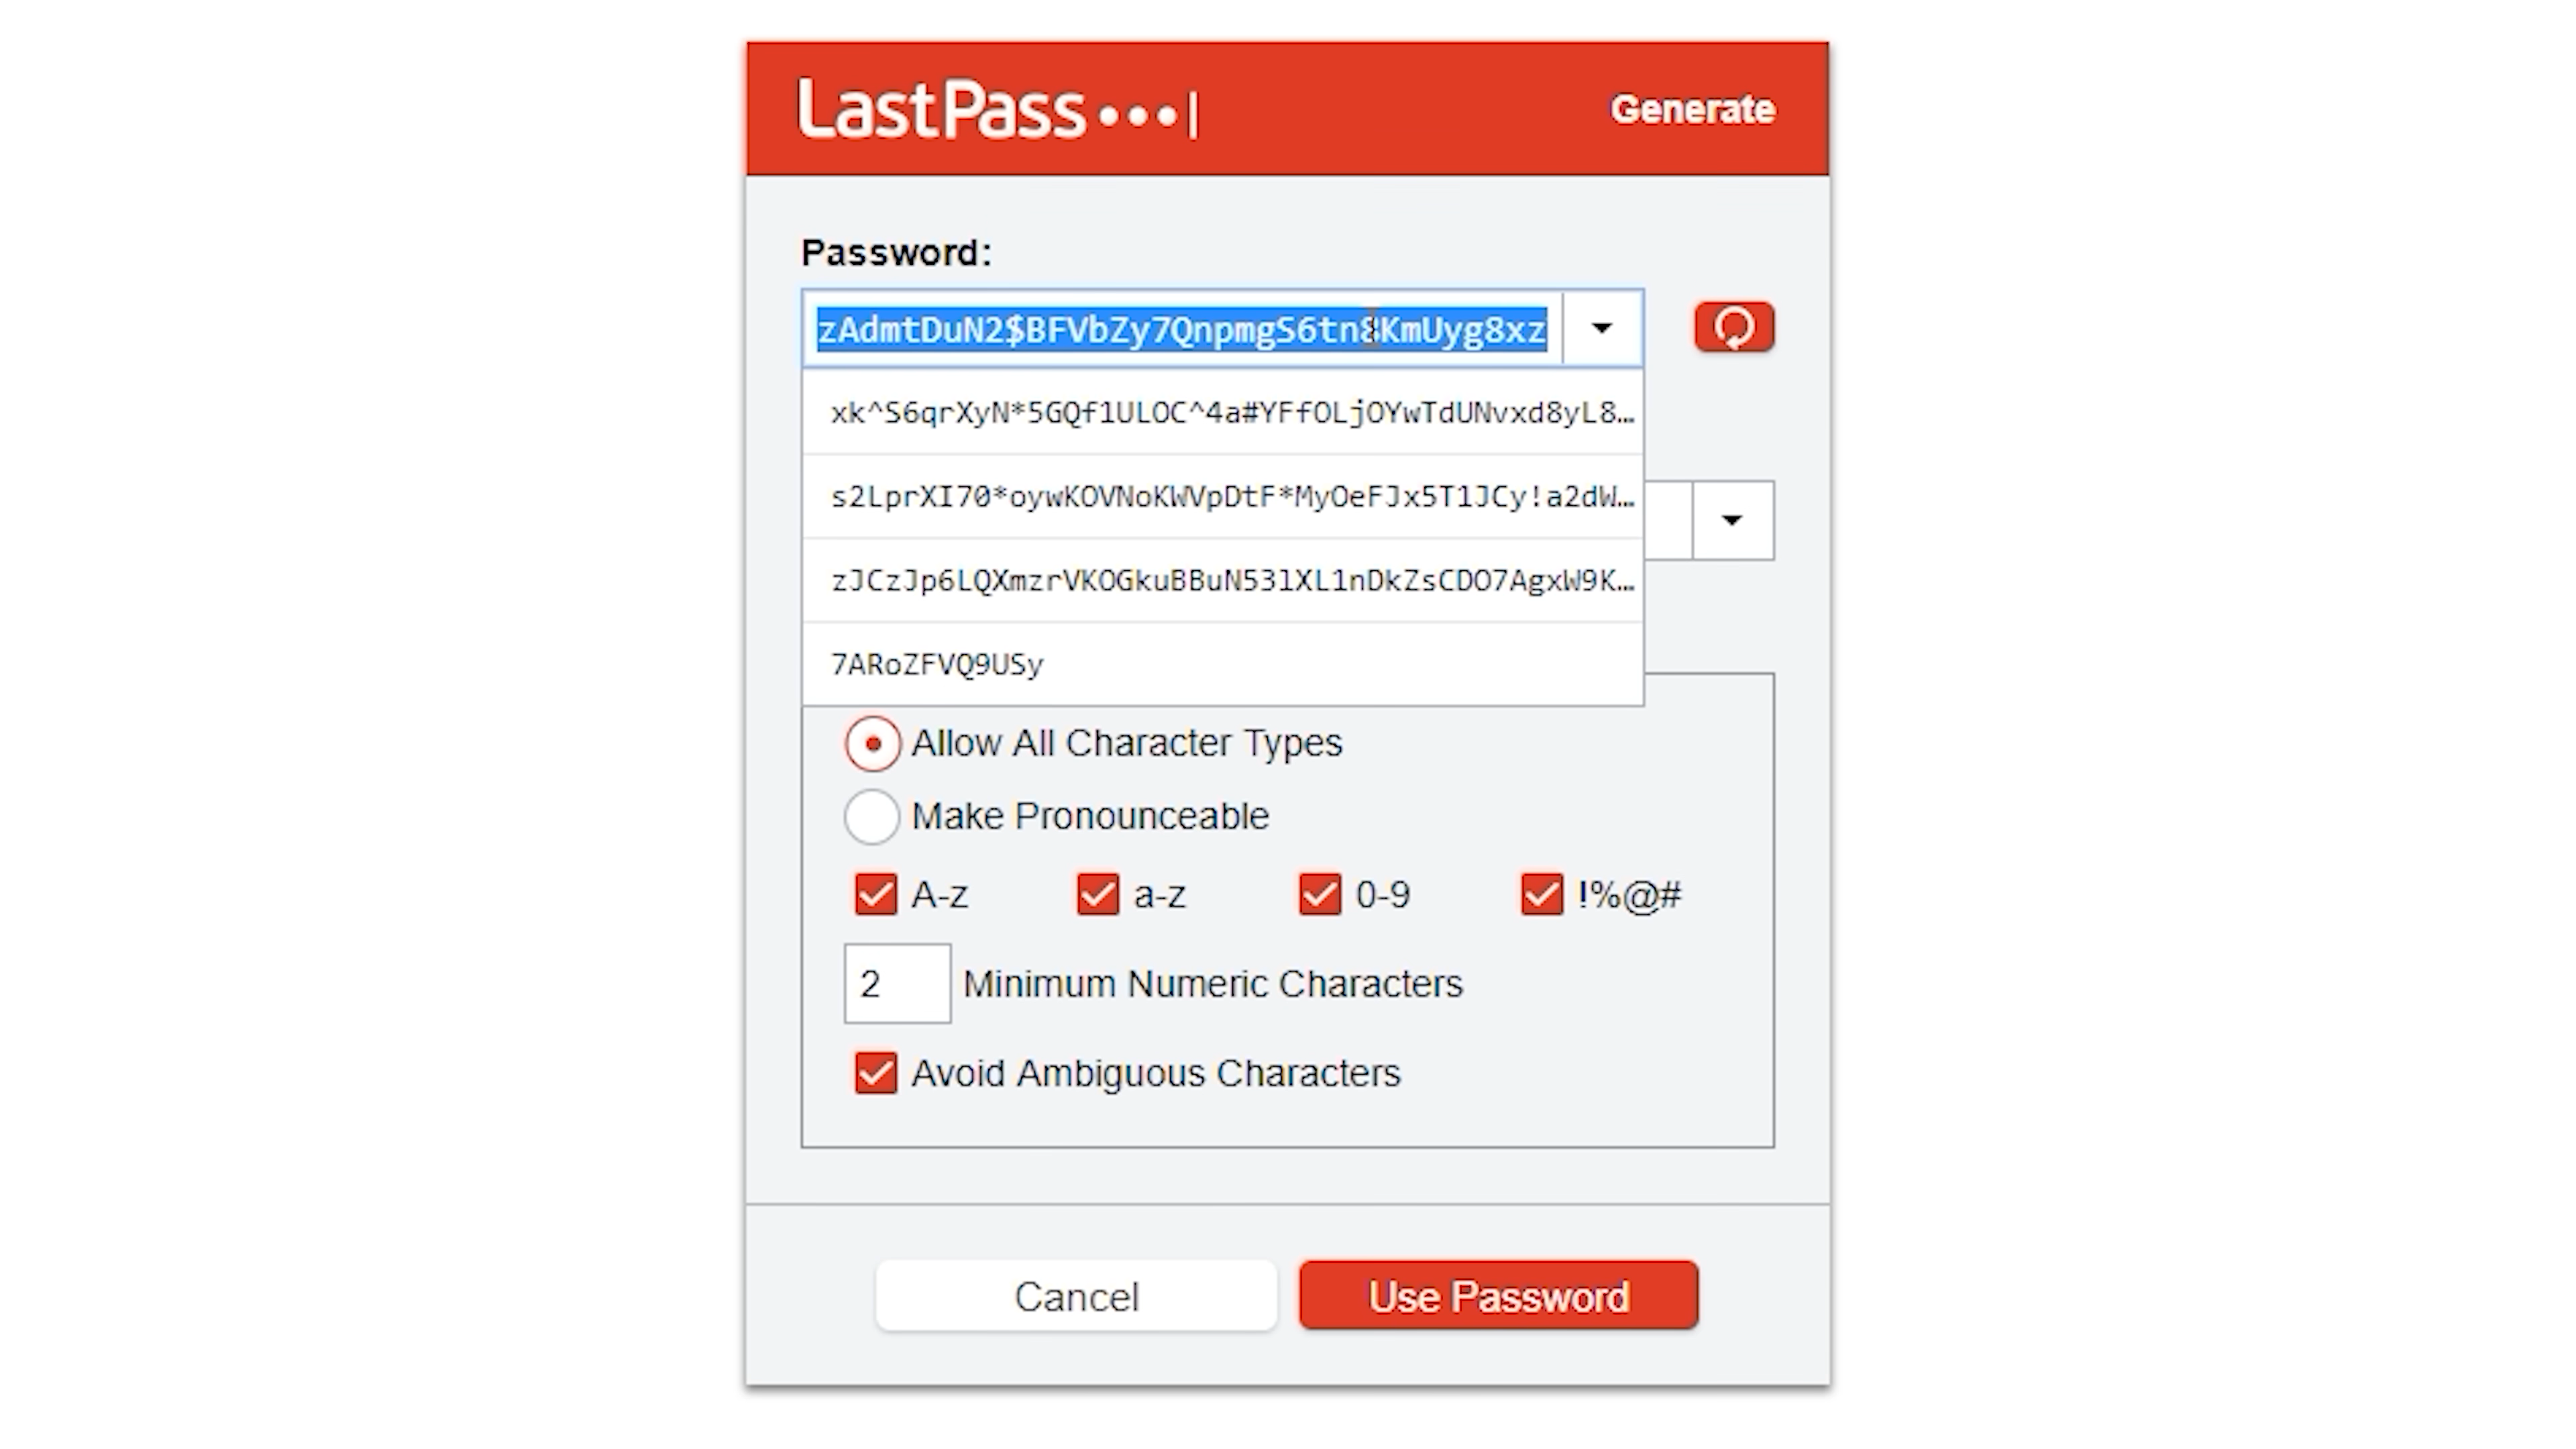 LastPass •••|
Generate
Password:
zAdmtDuN2$BFVbZy7QnpmgS6tn8KmUyg8xz
xk^S6qrXyN*5GQf1ULOC^4a#YFfOLjOYwTdUNvxd8yL8…
s2LprXI70*oywKOVNoKWVpDtF*MyOeFJx5T1JCy!a2dW…
zJCzJp6LQXmzrVKOGkuBBuN53lXL1nDkZsCDO7AgxW9K…
7ARoZFVQ9USy
Allow All Character Types
Make Pronounceable
A-z a-z 0-9 !%@#
2 Minimum Numeric Characters
Avoid Ambiguous Characters
Cancel Use Password